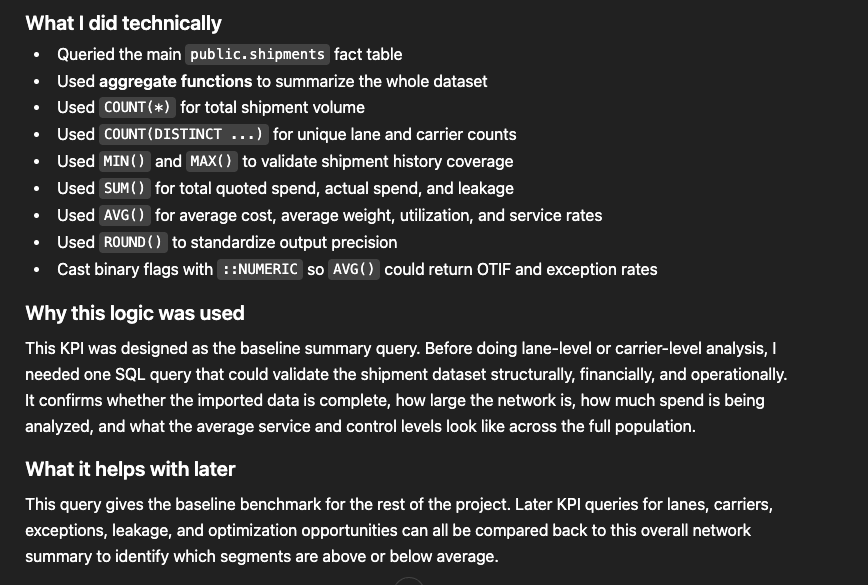 What I did technically
• Queried the main public.shipments fact table
• Used aggregate functions to summarize the whole dataset
• Used COUNT(*) for total shipment volume
• Used COUNT(DISTINCT ...) for unique lane and carrier counts
• Used MIN() and MAX() to validate shipment history coverage
• Used SUM() for total quoted spend, actual spend, and leakage
• Used AVG() for average cost, average weight, utilization, and service rates
• Used ROUND() to standardize output precision
• Cast binary flags with ::NUMERIC so AVG() could return OTIF and exception rates
Why this logic was used
This KPI was designed as the baseline summary query. Before doing lane-level or carrier-level analysis, I
needed one SQL query that could validate the shipment dataset structurally, financially, and operationally.
It confirms whether the imported data is complete, how large the network is, how much spend is being
analyzed, and what the average service and control levels look like across the full population.
What it helps with later
This query gives the baseline benchmark for the rest of the project. Later KPI queries for lanes, carriers,
exceptions, leakage, and optimization opportunities can all be compared back to this overall network
summary to identify which segments are above or below average.